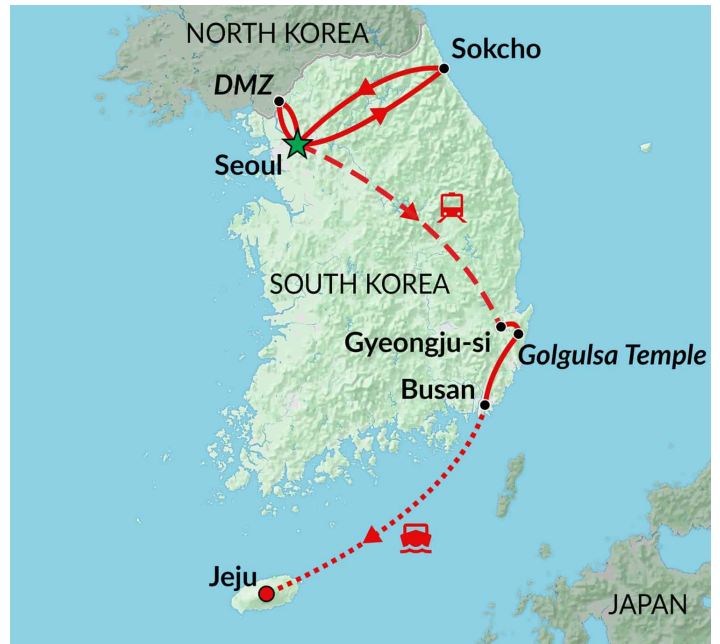 NORTH KOREA
Sokcho
DMZ
Seoul
SOUTH KOREA
Gyeongju-si
Golgulsa Temple
Busan
Jeju
JAPAN